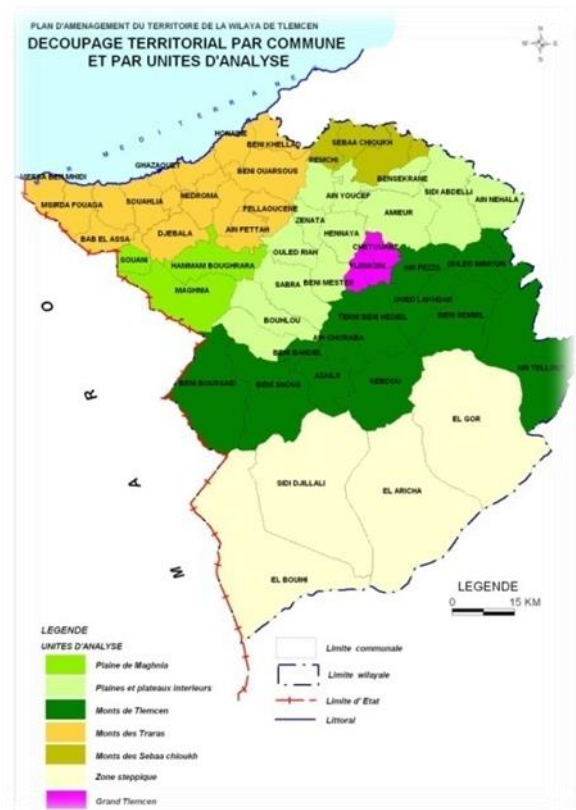 PLAN D'AMENAGEMENT DU TERRITOIRE DE LA WILAYA DE TLEMCEN
DECOUPAGE TERRITORIAL PAR COMMUNE
ET PAR UNITES D'ANALYSE
N
S
MER MEDITERRANEE
HONAINE
BENI KHELLAD
SEBAA CHIOUKH
REMCHI
GHAZAOUET
BENI OUARSOUS
BENSEKRANE
MERSA BEN MHIDI
NEDROMA
AIN YOUCEF
SIDI ABDELLI
AIN NEHALA
MSIRDA FOUAGA
SOUAHLIA
FELLAOUCENE
ZENATA
AMIEUR
BAB EL ASSA
DJEBALA
AIN FETTAH
HENNAYA
CHETOUANE
SOUANI
HAMMAM BOUGHRARA
OULED RIAH
TLEMCEN
AIN FEZZA
OULED MIMOUN
MAGHNIA
SABRA
BENI MESTER
OUED LAKHDAR
TERNI BENI HEDIEL
BENI SEMIEL
BOUHLOU
AIN GHORABA
BENI BAHDEL
BENI BOUSSAID
BENI SNOUS
AZAILS
SEBDOU
EL GOR
SIDI DJILLALI
EL ARICHA
EL BOUIHI
M A R O
LEGENDE
0 15 KM
LEGENDE
UNITES D'ANALYSE
Plaine de Maghnia
Plaines et plateaux interieurs
Monts de Tlemcen
Monts des Traras
Monts des Sebaa chioukh
Zone steppique
Grand Tlemcen
Limite communale
Limite wilayale
Limite d' Etat
Littoral